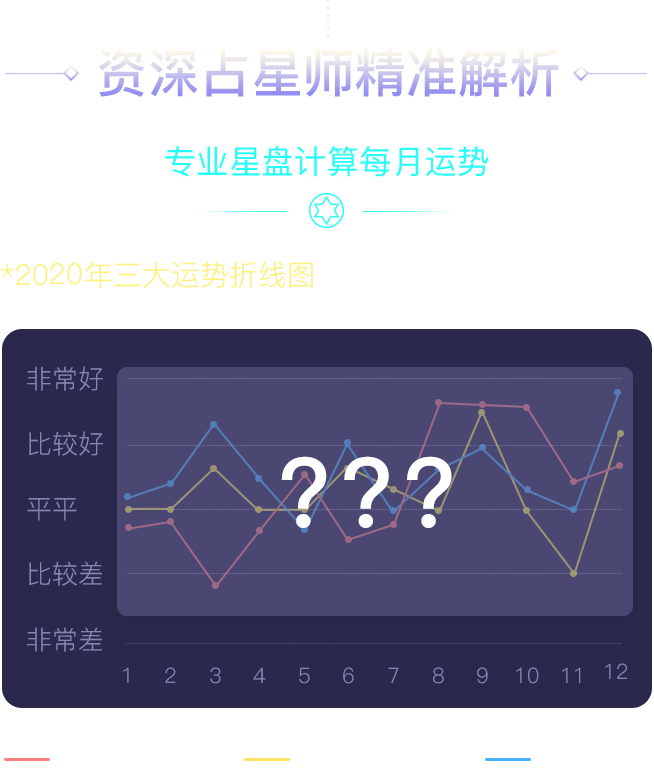 资深占星师精准解析
专业星盘计算每月运势
*2020年三大运势折线图
非常好
比较好
平平
比较差
非常差
???
1 2 3 4 5 6 7 8 9 10 11 12